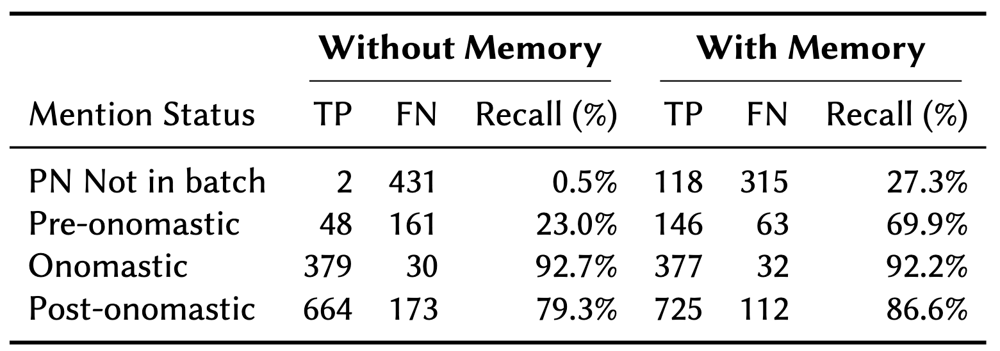 Without Memory With Memory
Mention Status TP FN Recall (%) TP FN Recall (%)
PN Not in batch 2 431 0.5% 118 315 27.3%
Pre-onomastic 48 161 23.0% 146 63 69.9%
Onomastic 379 30 92.7% 377 32 92.2%
Post-onomastic 664 173 79.3% 725 112 86.6%